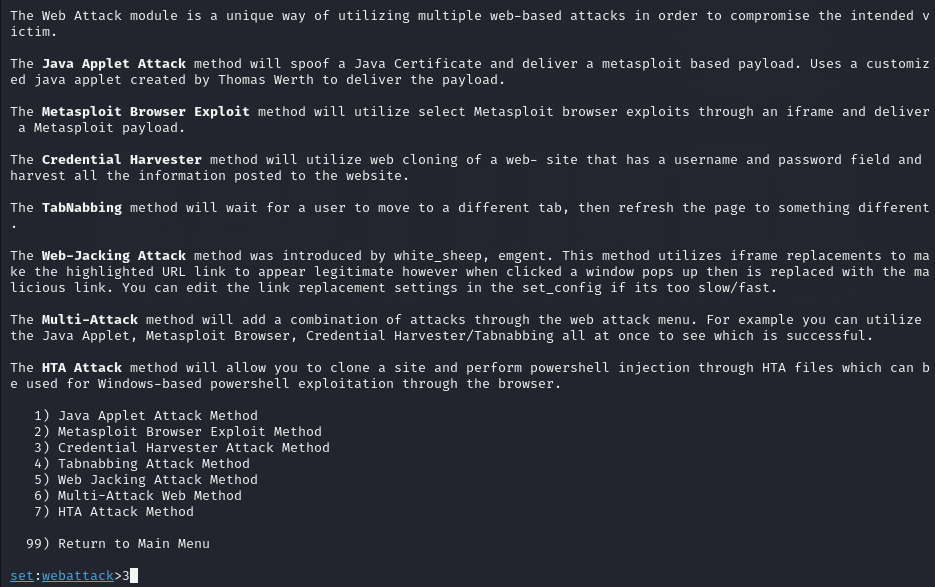 The Web Attack module is a unique way of utilizing multiple web-based attacks in order to compromise the intended v
ictim.
The Java Applet Attack method will spoof a Java Certificate and deliver a metasploit based payload. Uses a customiz
ed java applet created by Thomas Werth to deliver the payload.
The Metasploit Browser Exploit method will utilize select Metasploit browser exploits through an iframe and deliver
 a Metasploit payload.
The Credential Harvester method will utilize web cloning of a web- site that has a username and password field and
harvest all the information posted to the website.
The TabNabbing method will wait for a user to move to a different tab, then refresh the page to something different
.
The Web-Jacking Attack method was introduced by white_sheep, emgent. This method utilizes iframe replacements to ma
ke the highlighted URL link to appear legitimate however when clicked a window pops up then is replaced with the ma
licious link. You can edit the link replacement settings in the set_config if its too slow/fast.
The Multi-Attack method will add a combination of attacks through the web attack menu. For example you can utilize
the Java Applet, Metasploit Browser, Credential Harvester/Tabnabbing all at once to see which is successful.
The HTA Attack method will allow you to clone a site and perform powershell injection through HTA files which can b
e used for Windows-based powershell exploitation through the browser.
1) Java Applet Attack Method
2) Metasploit Browser Exploit Method
3) Credential Harvester Attack Method
4) Tabnabbing Attack Method
5) Web Jacking Attack Method
6) Multi-Attack Web Method
7) HTA Attack Method
99) Return to Main Menu
set:webattack>3